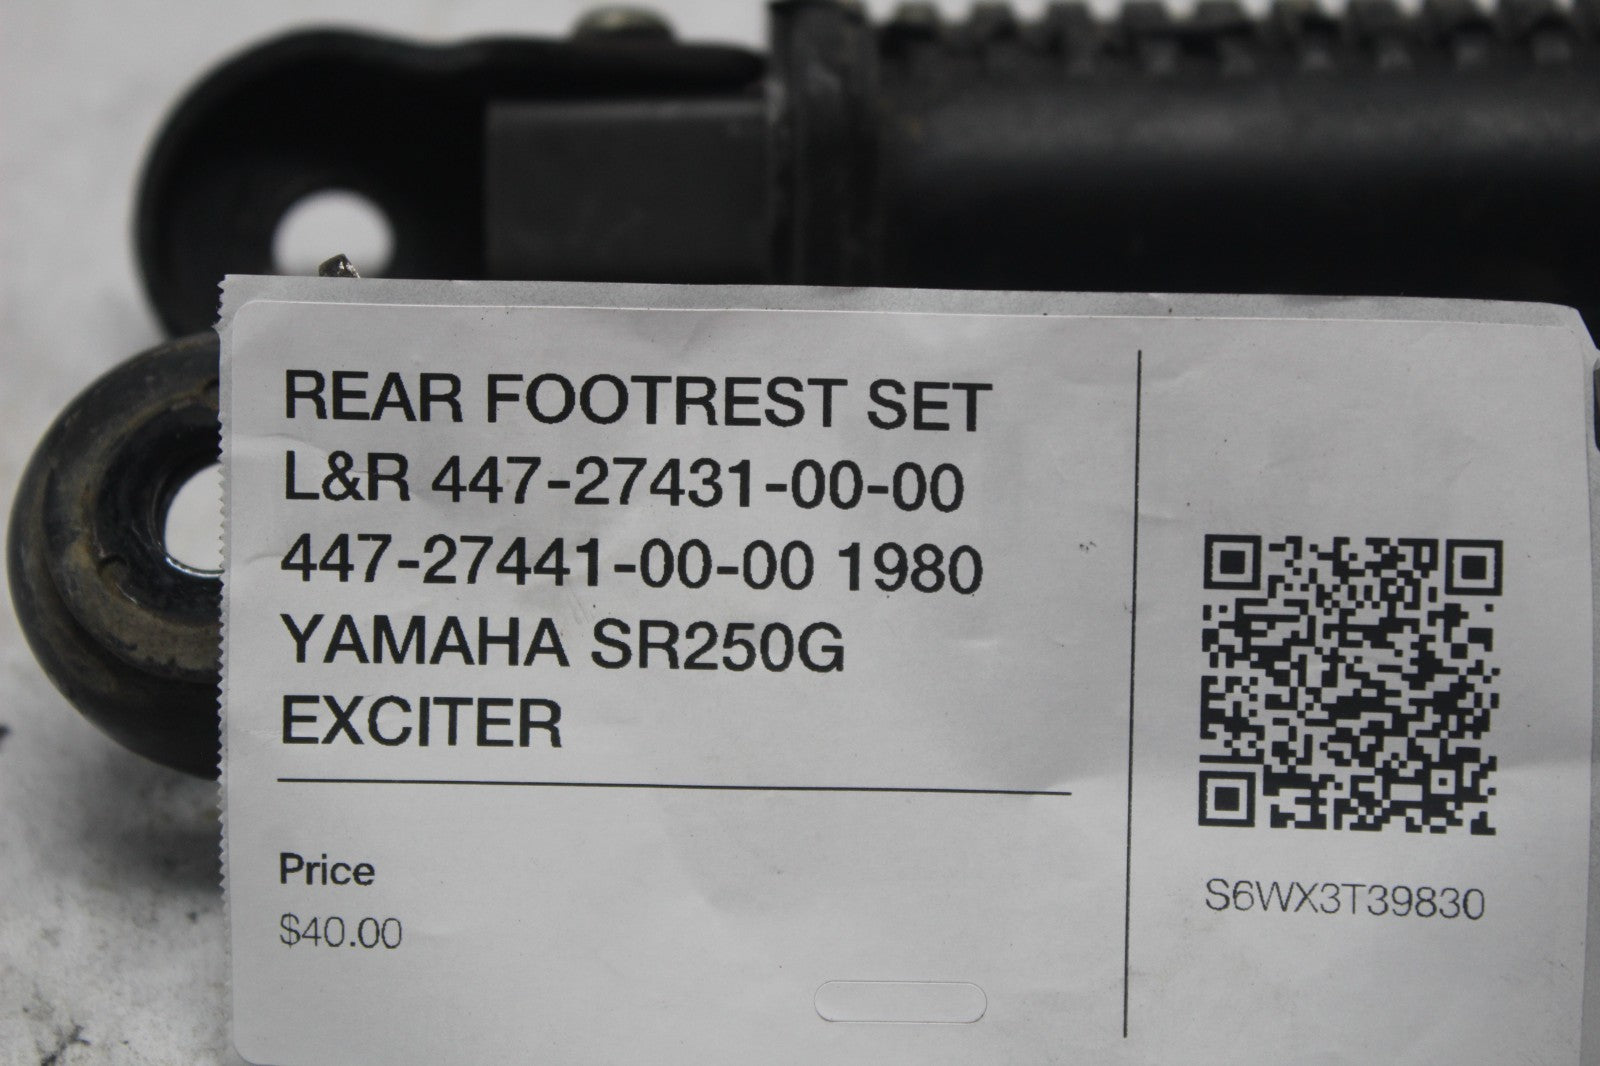 REAR FOOTREST SET
L&R 447-27431-00-00
447-27441-00-00 1980
YAMAHA SR250G
EXCITER
Price
$40.00
S6WX3T39830